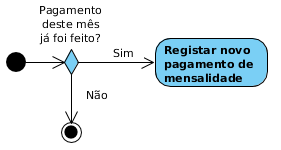 Pagamento
deste mês
já foi feito?
Sim
Registar novo
pagamento de
mensalidade
Não